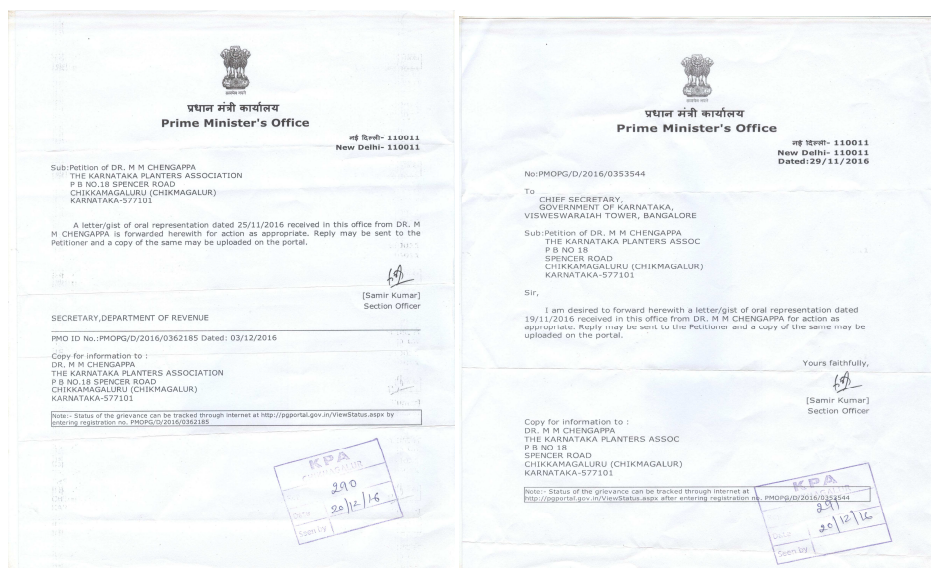 प्रधान मंत्री कार्यालय
Prime Minister's Office
नई दिल्ली- 110011
New Delhi- 110011
Sub:Petition of DR. M M CHENGAPPA
THE KARNATAKA PLANTERS ASSOCIATION
P B NO.18 SPENCER ROAD
CHIKKAMAGALURU (CHIKMAGALUR)
KARNATAKA-577101
A letter/gist of oral representation dated 25/11/2016 received in this office from DR. M
M CHENGAPPA is forwarded herewith for action as appropriate. Reply may be sent to the
Petitioner and a copy of the same may be uploaded on the portal.
[Samir Kumar]
Section Officer
SECRETARY,DEPARTMENT OF REVENUE
PMO ID No.:PMOPG/D/2016/0362185 Dated: 03/12/2016
Copy for information to :
DR. M M CHENGAPPA
THE KARNATAKA PLANTERS ASSOCIATION
P B NO.18 SPENCER ROAD
CHIKKAMAGALURU (CHIKMAGALUR)
KARNATAKA-577101
Note:- Status of the grievance can be tracked through internet at http://pgportal.gov.in/ViewStatus.aspx by
entering registration no. PMOPG/D/2016/0362185
KPA
290
Date 20/12/16
Seen by
प्रधान मंत्री कार्यालय
Prime Minister's Office
नई दिल्ली- 110011
New Delhi- 110011
Dated:29/11/2016
No:PMOPG/D/2016/0353544
To
CHIEF SECRETARY,
GOVERNMENT OF KARNATAKA,
VISWESWARAIAH TOWER, BANGALORE
Sub:Petition of DR. M M CHENGAPPA
THE KARNATAKA PLANTERS ASSOC
P B NO 18
SPENCER ROAD
CHIKKAMAGALURU (CHIKMAGALUR)
KARNATAKA-577101
Sir,
I am desired to forward herewith a letter/gist of oral representation dated
19/11/2016 received in this office from DR. M M CHENGAPPA for action as
appropriate. Reply may be sent to the Petitioner and a copy of the same may be
uploaded on the portal.
Yours faithfully,
[Samir Kumar]
Section Officer
Copy for information to :
DR. M M CHENGAPPA
THE KARNATAKA PLANTERS ASSOC
P B NO 18
SPENCER ROAD
CHIKKAMAGALURU (CHIKMAGALUR)
KARNATAKA-577101
Note:- Status of the grievance can be tracked through internet at
http://pgportal.gov.in/ViewStatus.aspx after entering registration no. PMOPG/D/2016/0353544
KPA
291
Date 20/12/16
Seen by